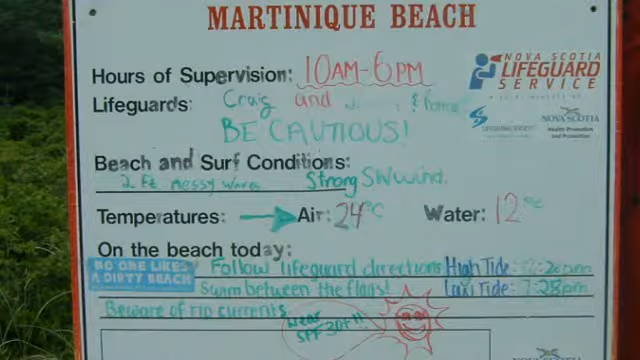 MARTINIQUE BEACH
Hours of Supervision: 10AM-6PM
NOVA SCOTIA
LIFEGUARD
SERVICE
Lifeguards: Craig and
BE CAUTIOUS!
NOVA SCOTIA
Beach and Surf Conditions:
2 Ft messy waves Strong SW wind.
Temperatures: Air: 24°C Water: 12°C
On the beach today:
NO ONE LIKES
A DIRTY BEACH
Follow lifeguard directions High Tide:
Swim between the flags! Low Tide: 7:28pm
Beware of rip currents
Wear
SPF 30+!!